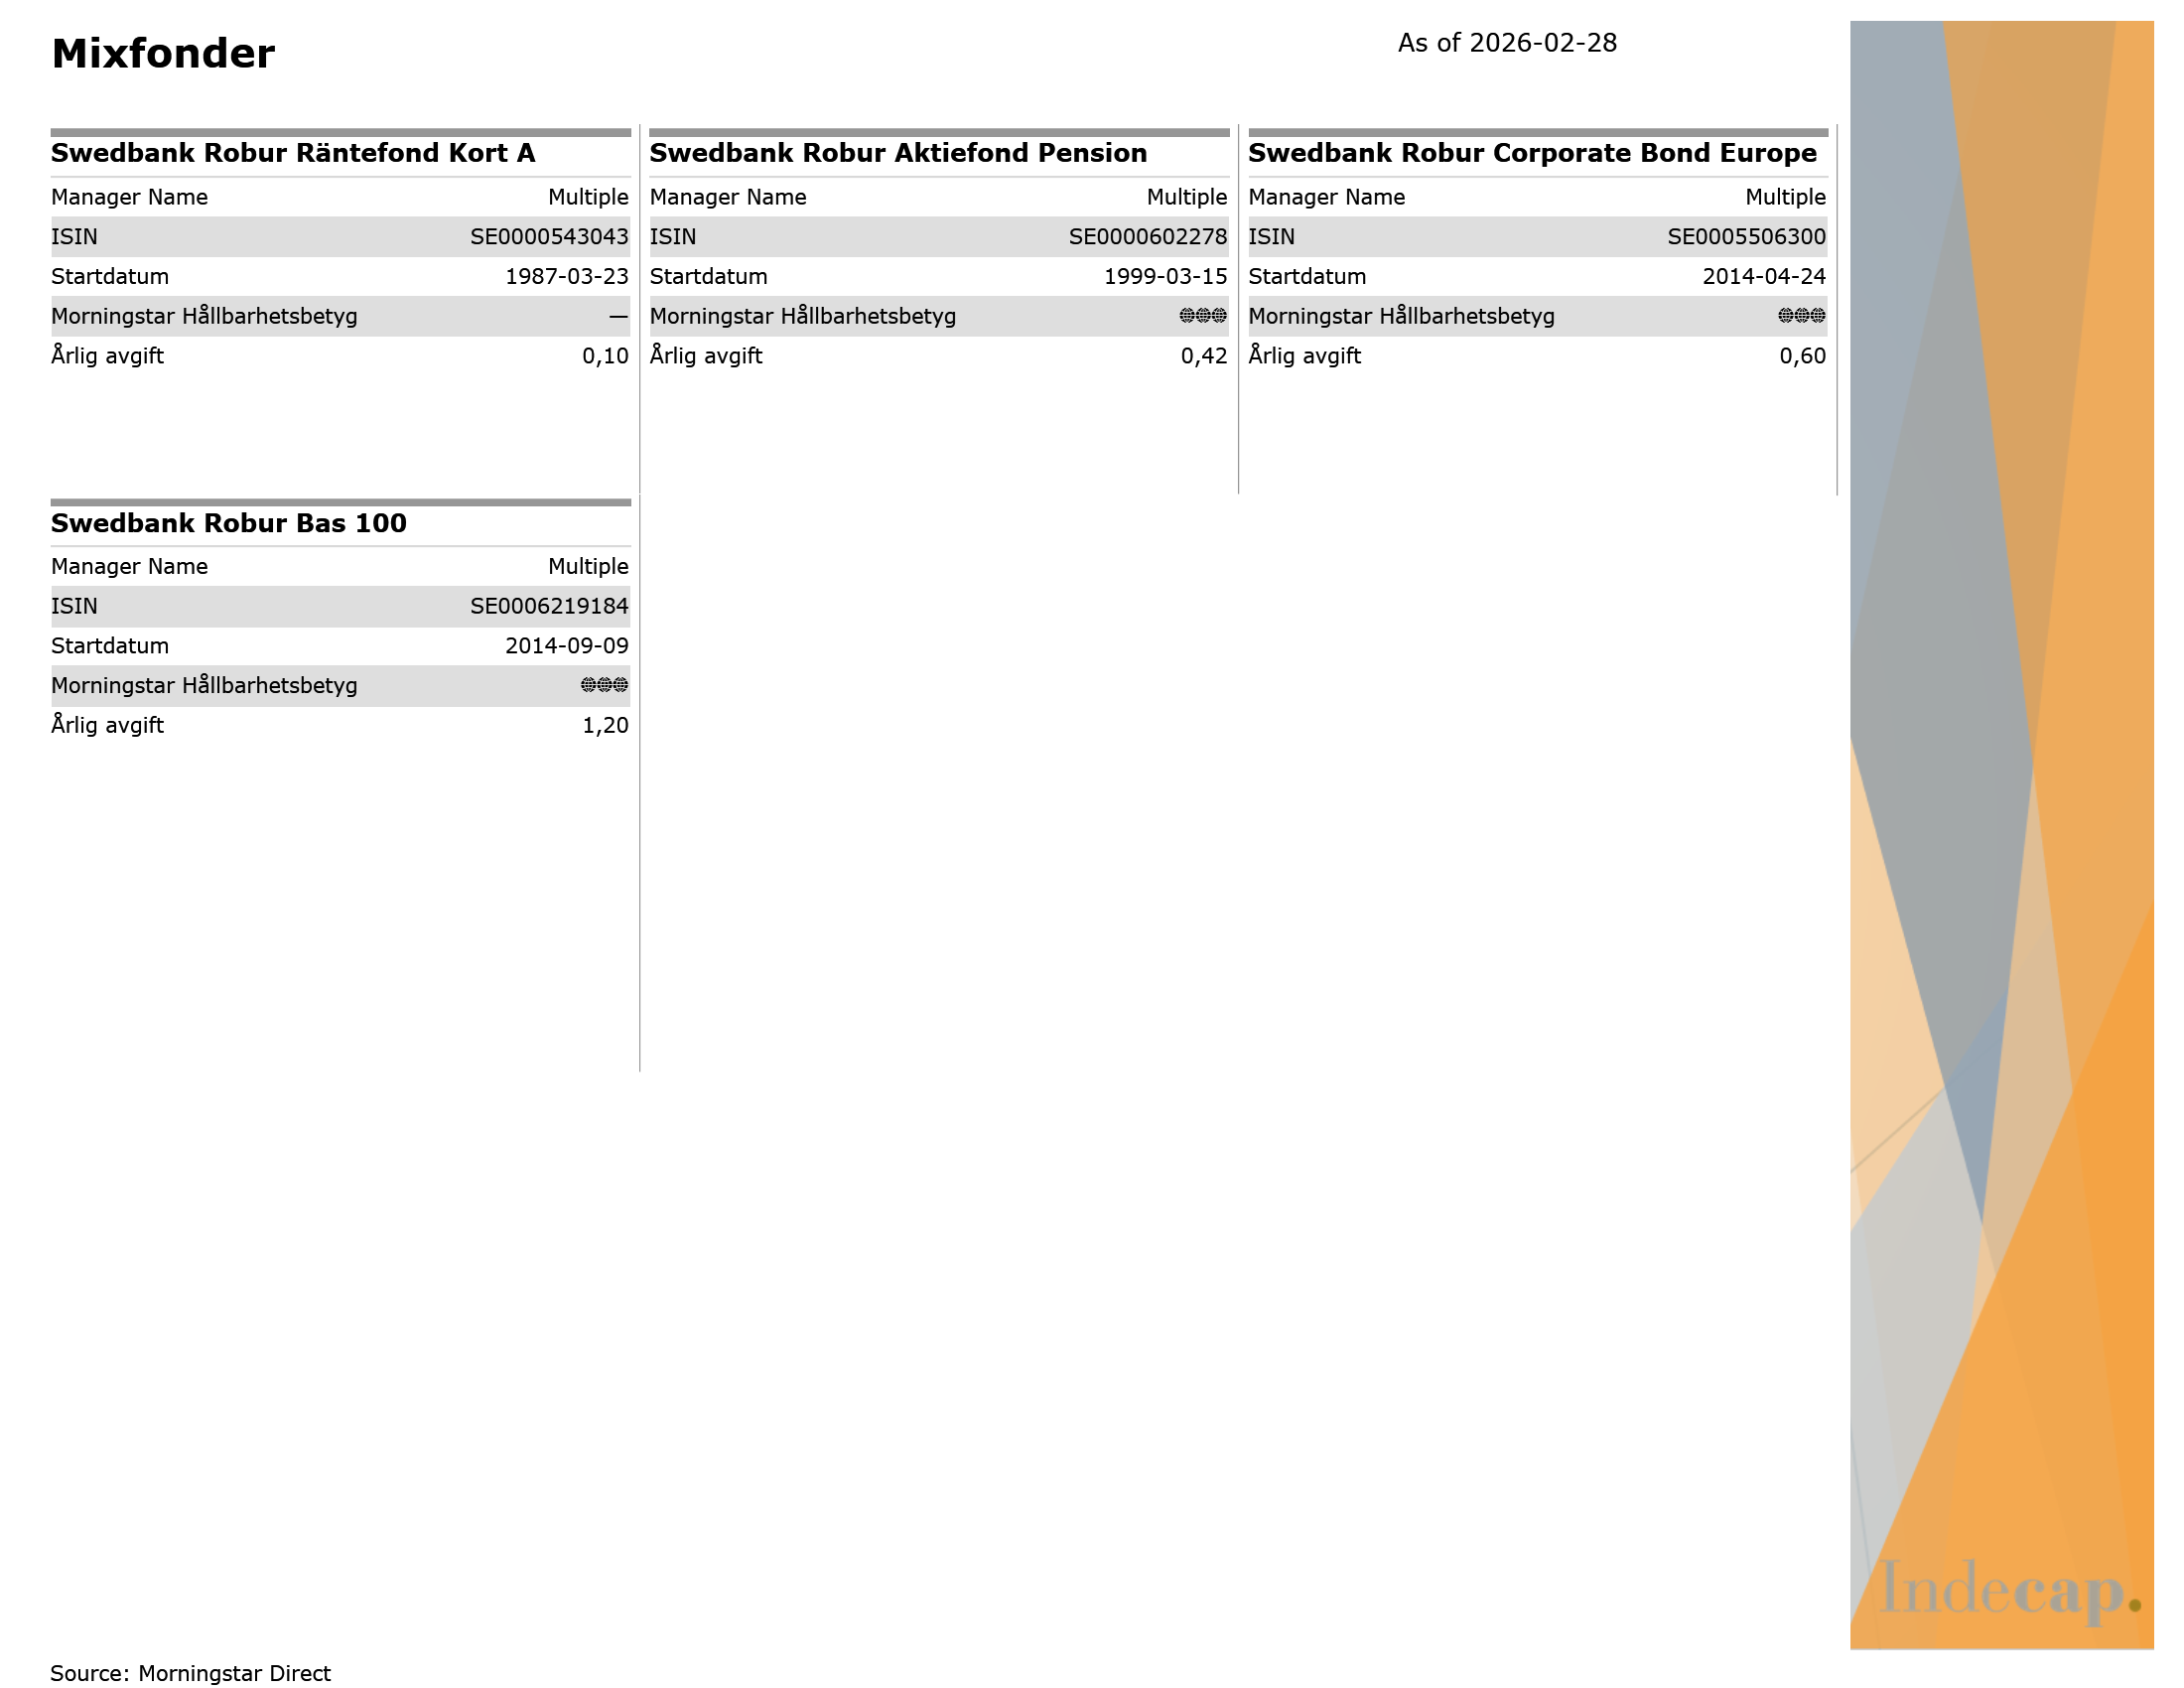 Mixfonder
As of 2026-02-28
Swedbank Robur Räntefond Kort A
Manager Name Multiple
ISIN SE0000543043
Startdatum 1987-03-23
Morningstar Hållbarhetsbetyg —
Årlig avgift 0,10
Swedbank Robur Aktiefond Pension
Manager Name Multiple
ISIN SE0000602278
Startdatum 1999-03-15
Morningstar Hållbarhetsbetyg
Årlig avgift 0,42
Swedbank Robur Corporate Bond Europe
Manager Name Multiple
ISIN SE0005506300
Startdatum 2014-04-24
Morningstar Hållbarhetsbetyg
Årlig avgift 0,60
Swedbank Robur Bas 100
Manager Name Multiple
ISIN SE0006219184
Startdatum 2014-09-09
Morningstar Hållbarhetsbetyg
Årlig avgift 1,20
Indecap.
Source: Morningstar Direct